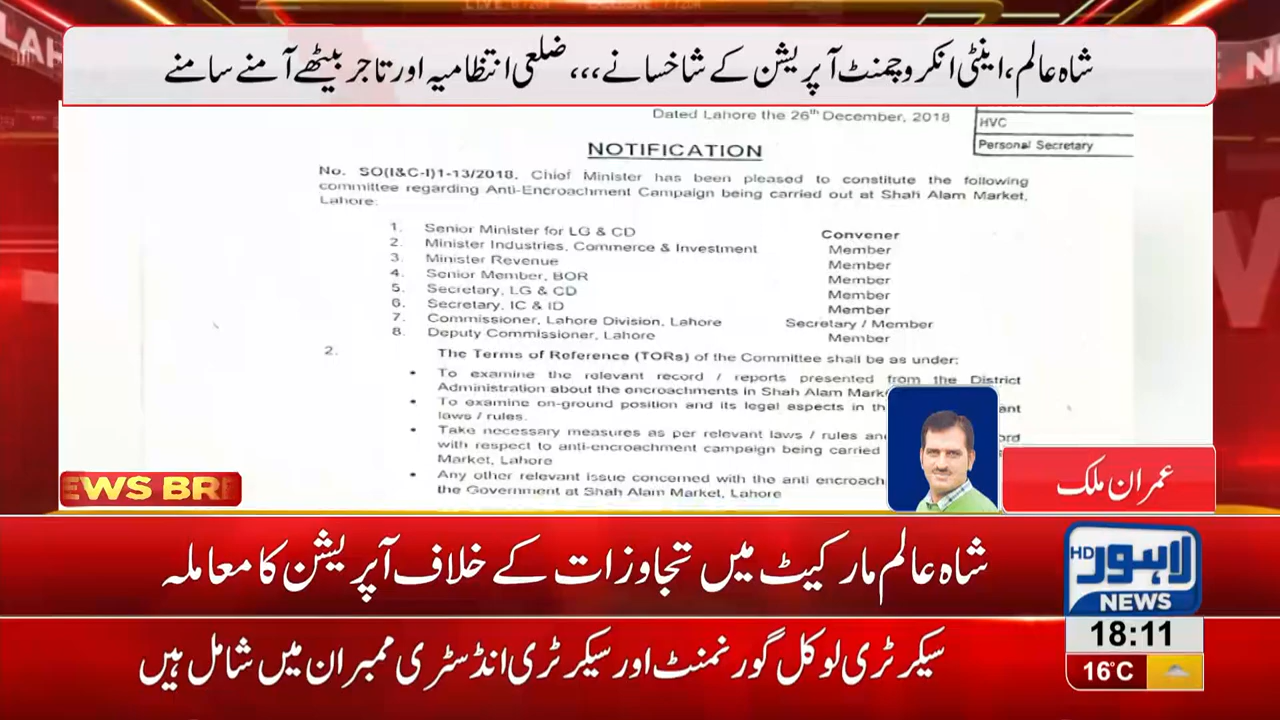 شاہ عالم، اینٹی انکروچمنٹ آپریشن کے شاخسانے،،، ضلعی انتظامیہ اور تاجر بیٹھے آمنے سامنے
Dated Lahore the 26th December, 2018
HVC
Personal Secretary
NOTIFICATION
No. SO(I&C-I)1-13/2018. Chief Minister has been pleased to constitute the following
committee regarding Anti-Encroachment Campaign being carried out at Shah Alam Market,
Lahore:
1. Senior Minister for LG & CD Convener
2. Minister Industries, Commerce & Investment Member
3. Minister Revenue Member
4. Senior Member, BOR Member
5. Secretary, LG & CD Member
6. Secretary, IC & ID Member
7. Commissioner, Lahore Division, Lahore Secretary / Member
8. Deputy Commissioner, Lahore Member
2. The Terms of Reference (TORs) of the Committee shall be as under:
• To examine the relevant record / reports presented from the District
Administration about the encroachments in Shah Alam
• To examine on-ground position and its legal aspects in
laws / rules.
• Take necessary measures as per relevant laws / rules
with respect to anti-encroachment campaign being carried
Market, Lahore
• Any other relevant issue concerned with the anti
the Government at Shah Alam Market, Lahore
عمران ملک
EWS BRE
شاہ عالم مارکیٹ میں تجاوزات کے خلاف آپریشن کا معاملہ
سیکرٹری لوکل گورنمنٹ اور سیکرٹری انڈسٹری ممبران میں شامل ہیں
HD لاہور
NEWS
18:11
16°C